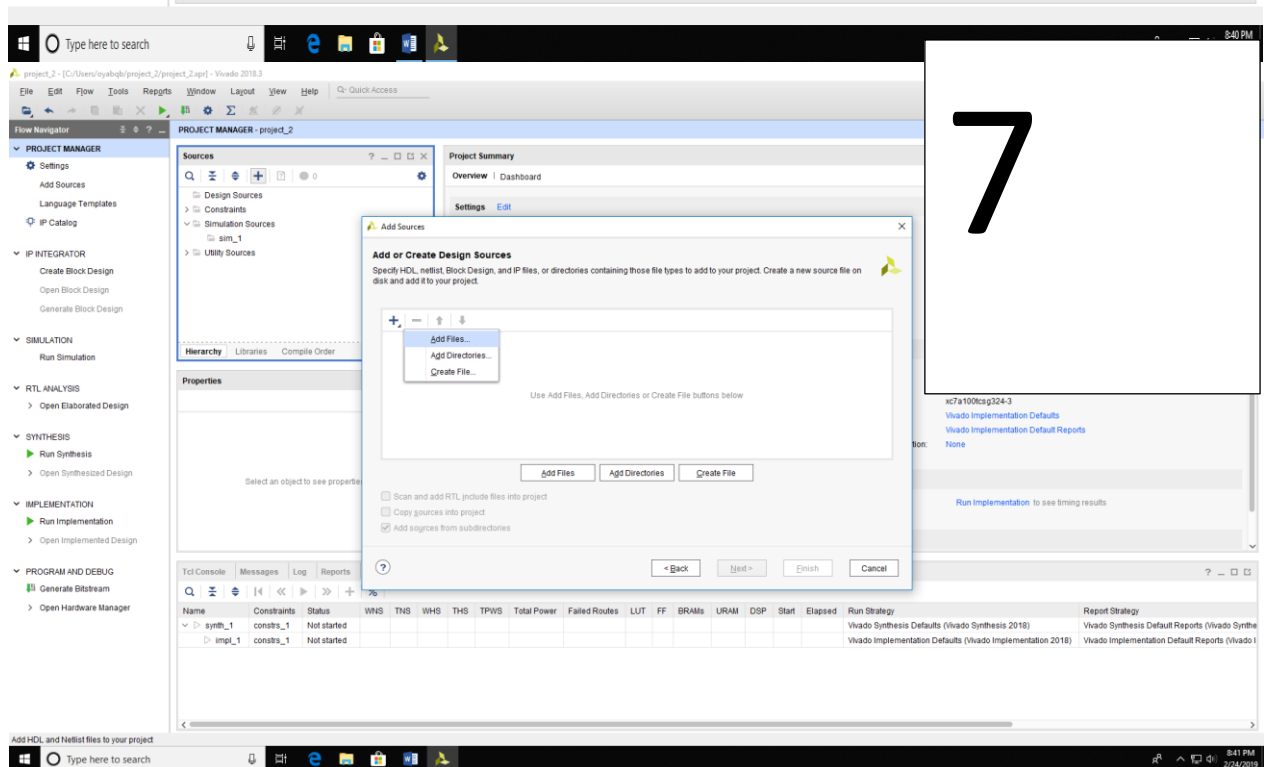 Type here to search
8:40 PM
project_2 - [C:/Users/oyabqb/project_2/project_2.xpr] - Vivado 2018.3
File Edit Flow Tools Reports Window Layout View Help Quick Access
Flow Navigator
PROJECT MANAGER - project_2
7
PROJECT MANAGER
Settings
Add Sources
Language Templates
IP Catalog
IP INTEGRATOR
Create Block Design
Open Block Design
Generate Block Design
SIMULATION
Run Simulation
RTL ANALYSIS
Open Elaborated Design
SYNTHESIS
Run Synthesis
Open Synthesized Design
IMPLEMENTATION
Run Implementation
Open Implemented Design
PROGRAM AND DEBUG
Generate Bitstream
Open Hardware Manager
Sources
0
Design Sources
Constraints
Simulation Sources
sim_1
Utility Sources
Hierarchy Libraries Compile Order
Properties
Select an object to see properties
Project Summary
Overview | Dashboard
Settings Edit
Add Sources
Add or Create Design Sources
Specify HDL, netlist, Block Design, and IP files, or directories containing those file types to add to your project. Create a new source file on
disk and add it to your project.
Add Files...
Add Directories...
Create File...
Use Add Files, Add Directories or Create File buttons below
Add Files Add Directories Create File
Scan and add RTL include files into project
Copy sources into project
Add sources from subdirectories
? < Back Next > Finish Cancel
xc7a100tcsg324-3
Vivado Implementation Defaults
Vivado Implementation Default Reports
tion: None
Run Implementation to see timing results
Tcl Console Messages Log Reports
Name Constraints Status WNS TNS WHS THS TPWS Total Power Failed Routes LUT FF BRAMs URAM DSP Start Elapsed Run Strategy Report Strategy
synth_1 constrs_1 Not started Vivado Synthesis Defaults (Vivado Synthesis 2018) Vivado Synthesis Default Reports (Vivado Synthe
impl_1 constrs_1 Not started Vivado Implementation Defaults (Vivado Implementation 2018) Vivado Implementation Default Reports (Vivado I
Add HDL and Netlist files to your project
Type here to search
8:41 PM
2/24/2019